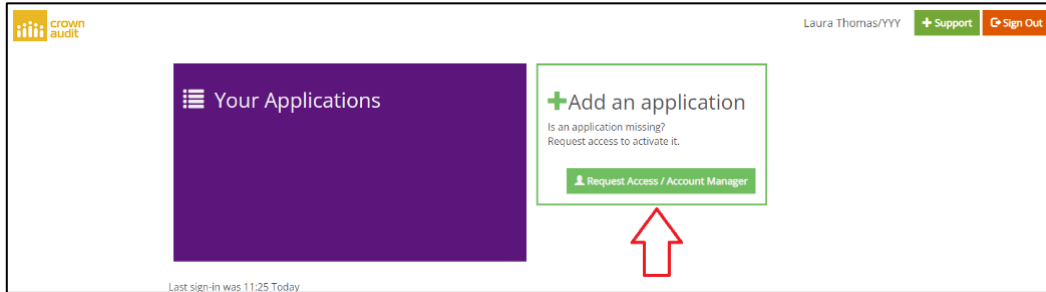 crown
audit
Laura Thomas/YYY
Support
Sign Out
Your Applications
Add an application
Is an application missing?
Request access to activate it.
Request Access / Account Manager
Last sign-in was 11:25 Today